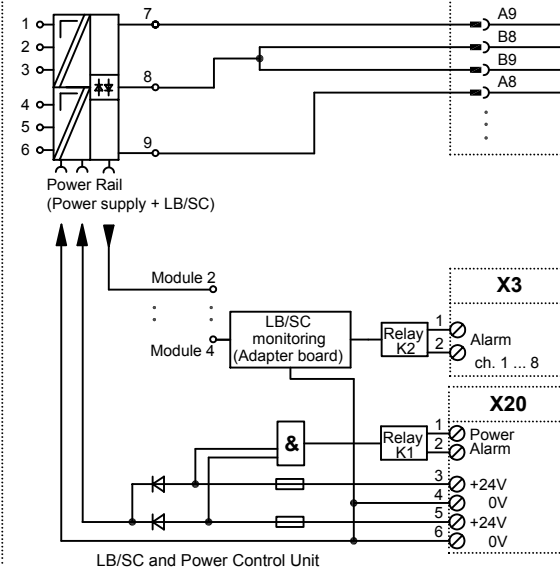 1
2
3
4
5
6
7
8
9
A9
B8
B9
A8
Power Rail
(Power supply + LB/SC)
Module 2
Module 4
LB/SC
monitoring
(Adapter board)
Relay
K2
1
2
X3
Alarm
ch. 1 ... 8
X20
&
Relay
K1
1
2
3
4
5
6
Power
Alarm
+24V
0V
+24V
0V
LB/SC and Power Control Unit